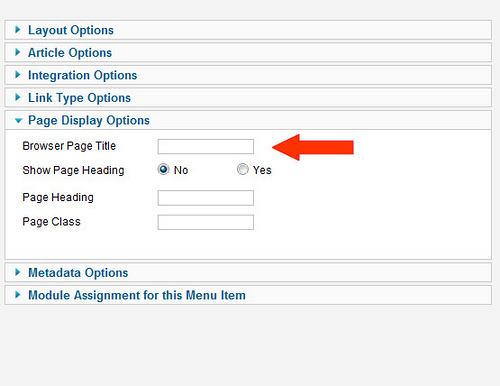 Layout Options
Article Options
Integration Options
Link Type Options
Page Display Options
Browser Page Title
Show Page Heading No Yes
Page Heading
Page Class
Metadata Options
Module Assignment for this Menu Item